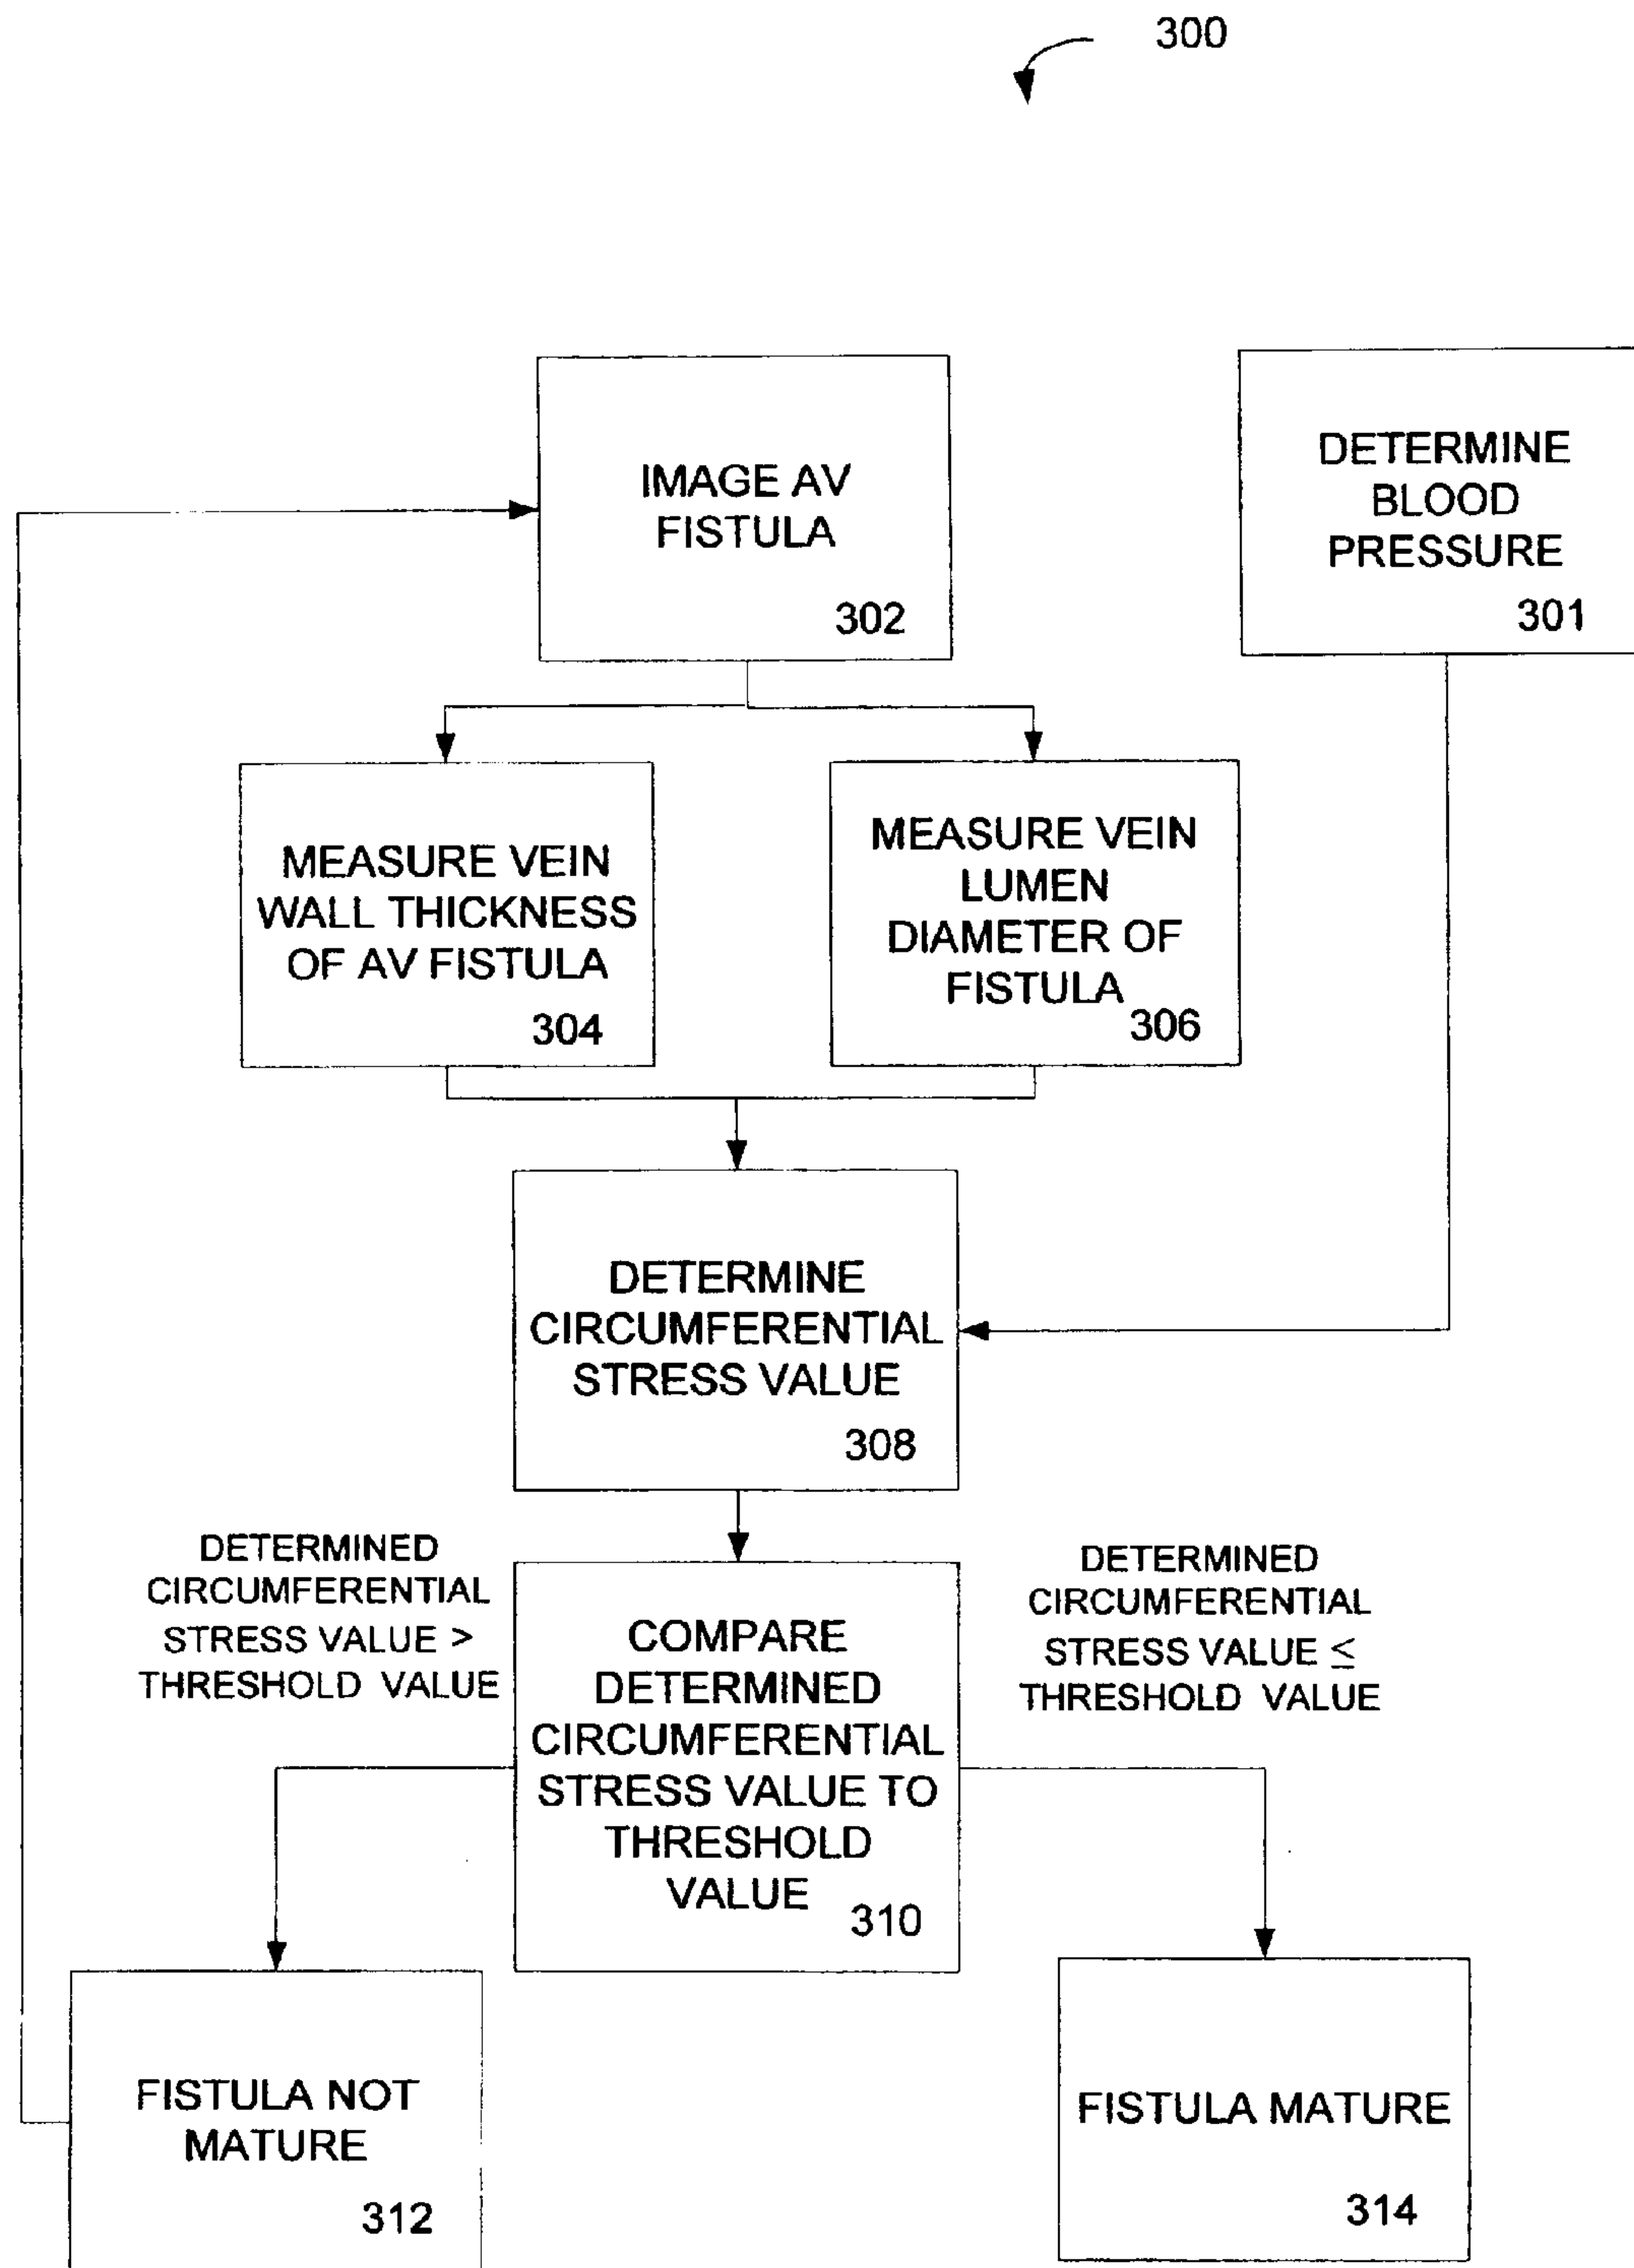 300
IMAGE AV
FISTULA
302
DETERMINE
BLOOD
PRESSURE
301
MEASURE VEIN
WALL THICKNESS
OF AV FISTULA
304
MEASURE VEIN
LUMEN
DIAMETER OF
FISTULA
306
DETERMINE
CIRCUMFERENTIAL
STRESS VALUE
308
DETERMINED
CIRCUMFERENTIAL
STRESS VALUE >
THRESHOLD VALUE
COMPARE
DETERMINED
CIRCUMFERENTIAL
STRESS VALUE TO
THRESHOLD
VALUE
310
DETERMINED
CIRCUMFERENTIAL
STRESS VALUE ≤
THRESHOLD VALUE
FISTULA NOT
MATURE
312
FISTULA MATURE
314